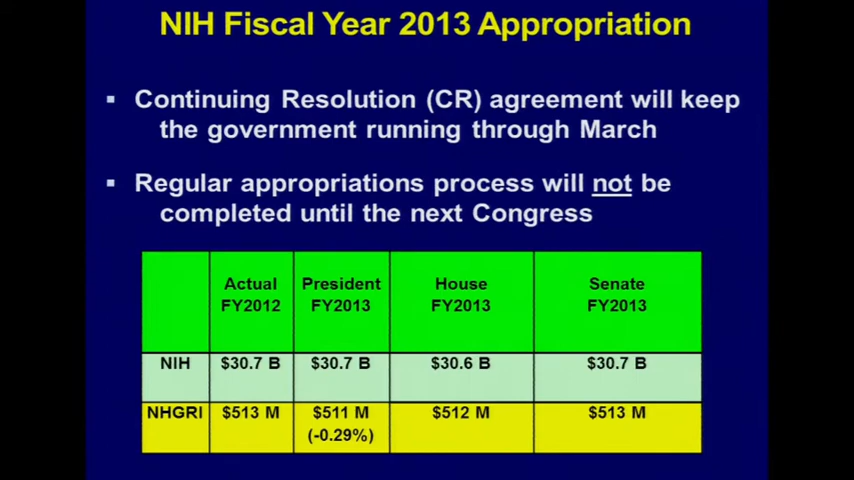 NIH Fiscal Year 2013 Appropriation
▪ Continuing Resolution (CR) agreement will keep
the government running through March
▪ Regular appropriations process will not be
completed until the next Congress
Actual President House Senate
FY2012 FY2013 FY2013 FY2013
NIH $30.7 B $30.7 B $30.6 B $30.7 B
NHGRI $513 M $511 M $512 M $513 M
(-0.29%)